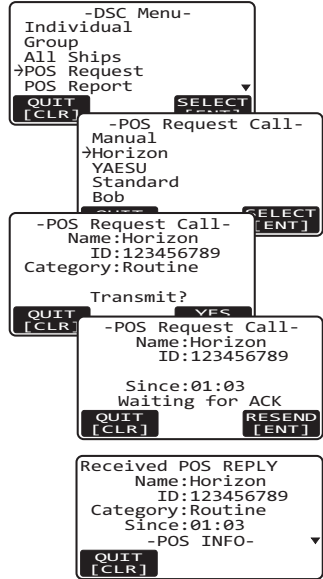 -DSC Menu-
Individual
Group
All Ships
→POS Request
POS Report
QUIT SELECT
[CLR]
-POS Request Call-
Manual
→Horizon
YAESU
Standard
Bob
SELECT
[ENT]
-POS Request Call-
Name:Horizon
ID:123456789
Category:Routine
Transmit?
QUIT YES
[CLR]
-POS Request Call-
Name:Horizon
ID:123456789
Since:01:03
Waiting for ACK
QUIT RESEND
[CLR] [ENT]
Received POS REPLY
Name:Horizon
ID:123456789
Category:Routine
Since:01:03
-POS INFO-
QUIT
[CLR]